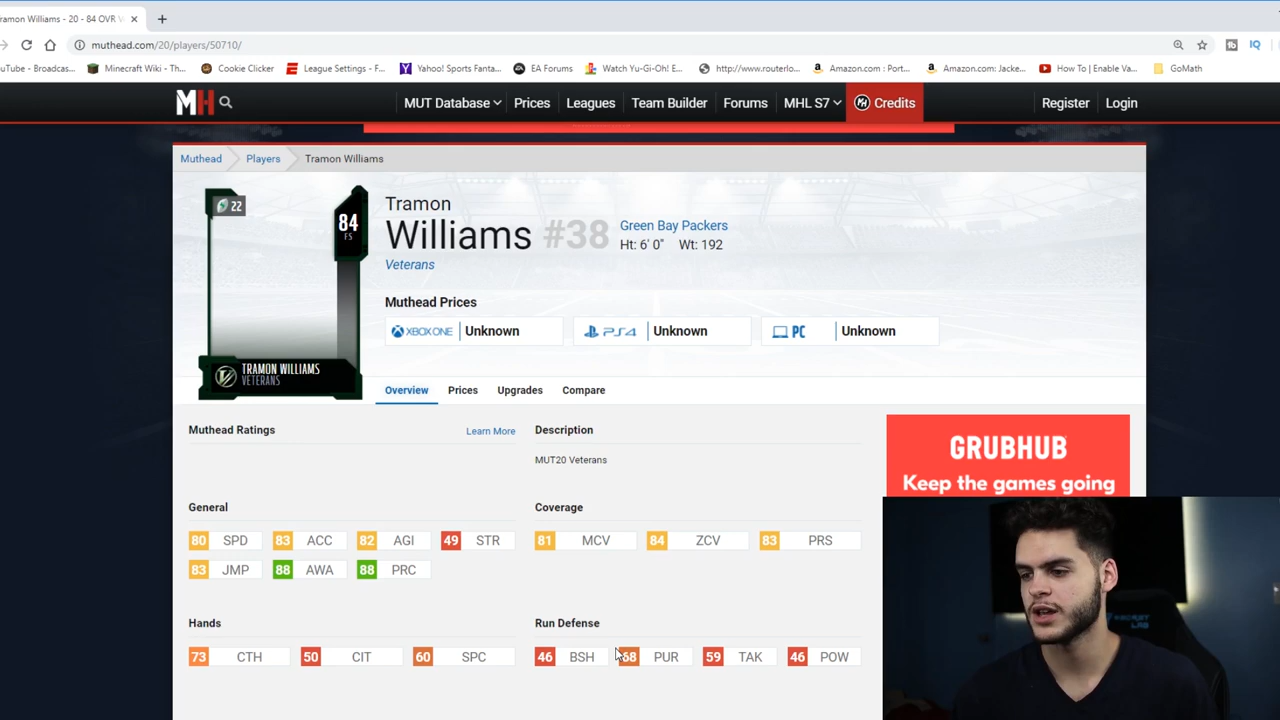 ramon Williams - 20 - 84 OVR
muthead.com/20/players/50710/
IQ
uTube - Broadcas...
Minecraft Wiki - Th...
Cookie Clicker
League Settings - F...
Yahoo! Sports Fanta...
EA Forums
Watch Yu-Gi-Oh! E...
http://www.routerlo...
Amazon.com : Port...
Amazon.com: Jacke...
How To | Enable Va...
GoMath
MH
MUT Database
Prices
Leagues
Team Builder
Forums
MHL S7
Credits
Register
Login
Muthead
Players
Tramon Williams
22
84
FS
TRAMON WILLIAMS
VETERANS
Tramon
Williams #38
Green Bay Packers
Ht: 6' 0" Wt: 192
Veterans
Muthead Prices
XBOX ONE Unknown
PS4 Unknown
PC Unknown
Overview
Prices
Upgrades
Compare
Muthead Ratings
Learn More
Description
MUT20 Veterans
General
80 SPD 83 ACC 82 AGI 49 STR
83 JMP 88 AWA 88 PRC
Coverage
81 MCV 84 ZCV 83 PRS
Hands
73 CTH 50 CIT 60 SPC
Run Defense
46 BSH PUR 59 TAK 46 POW
GRUBHUB
Keep the games going